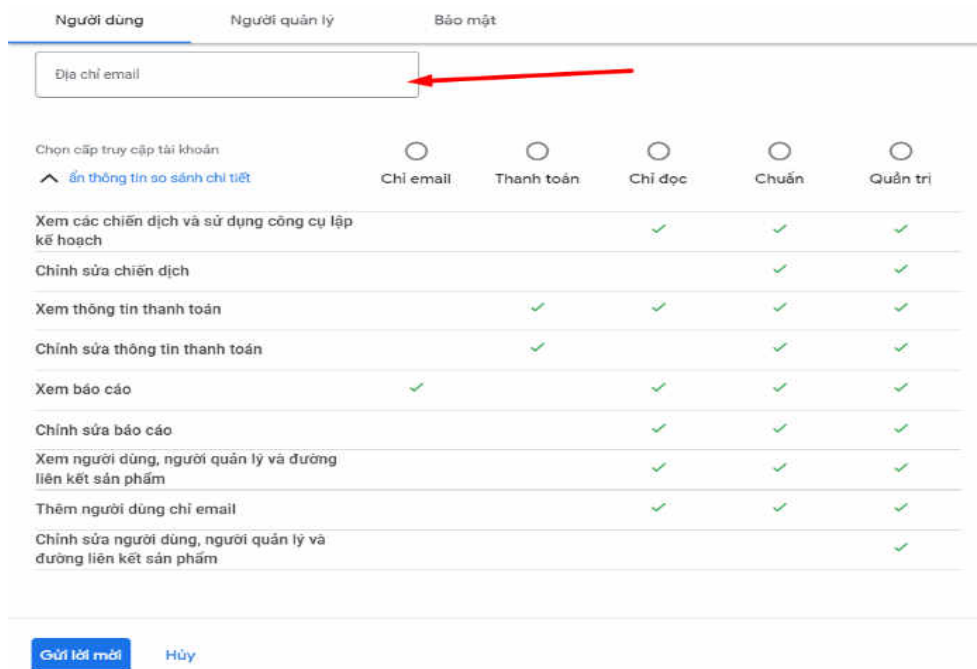 Người dùng Người quản lý Bảo mật
Địa chỉ email
Chọn cấp truy cập tài khoản
ẩn thông tin so sánh chi tiết
Chỉ email Thanh toán Chỉ đọc Chuẩn Quản trị
Xem các chiến dịch và sử dụng công cụ lập
kế hoạch
Chỉnh sửa chiến dịch
Xem thông tin thanh toán
Chỉnh sửa thông tin thanh toán
Xem báo cáo
Chỉnh sửa báo cáo
Xem người dùng, người quản lý và đường
liên kết sản phẩm
Thêm người dùng chỉ email
Chỉnh sửa người dùng, người quản lý và
đường liên kết sản phẩm
Gửi lời mời Hủy